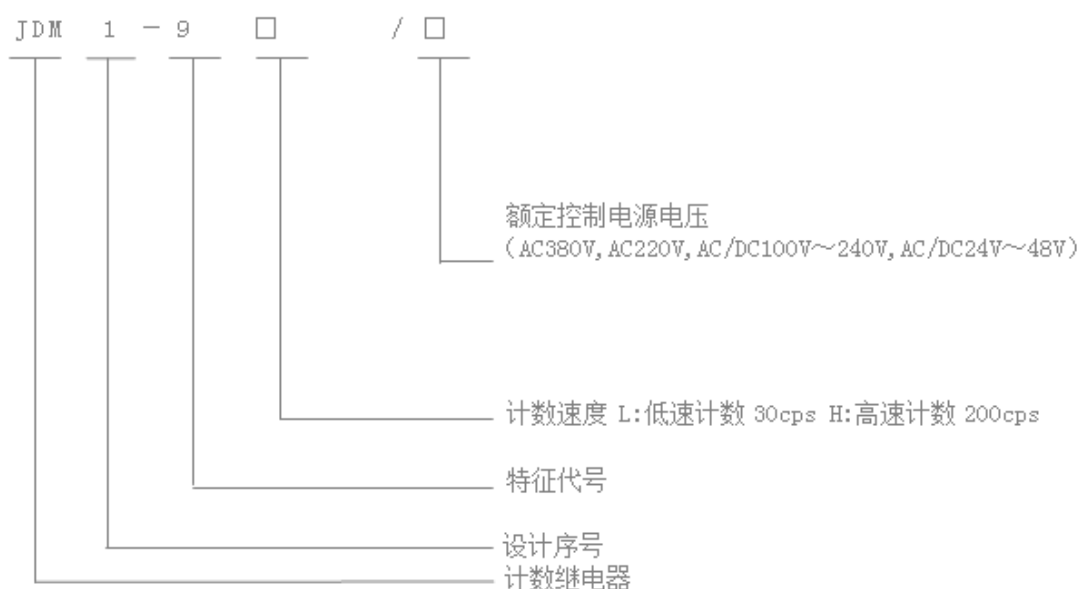 JDM 1 - 9 □ / □
额定控制电源电压
(AC380V,AC220V,AC/DC100V～240V,AC/DC24V～48V)
计数速度 L:低速计数 30cps H:高速计数 200cps
特征代号
设计序号
计数继电器